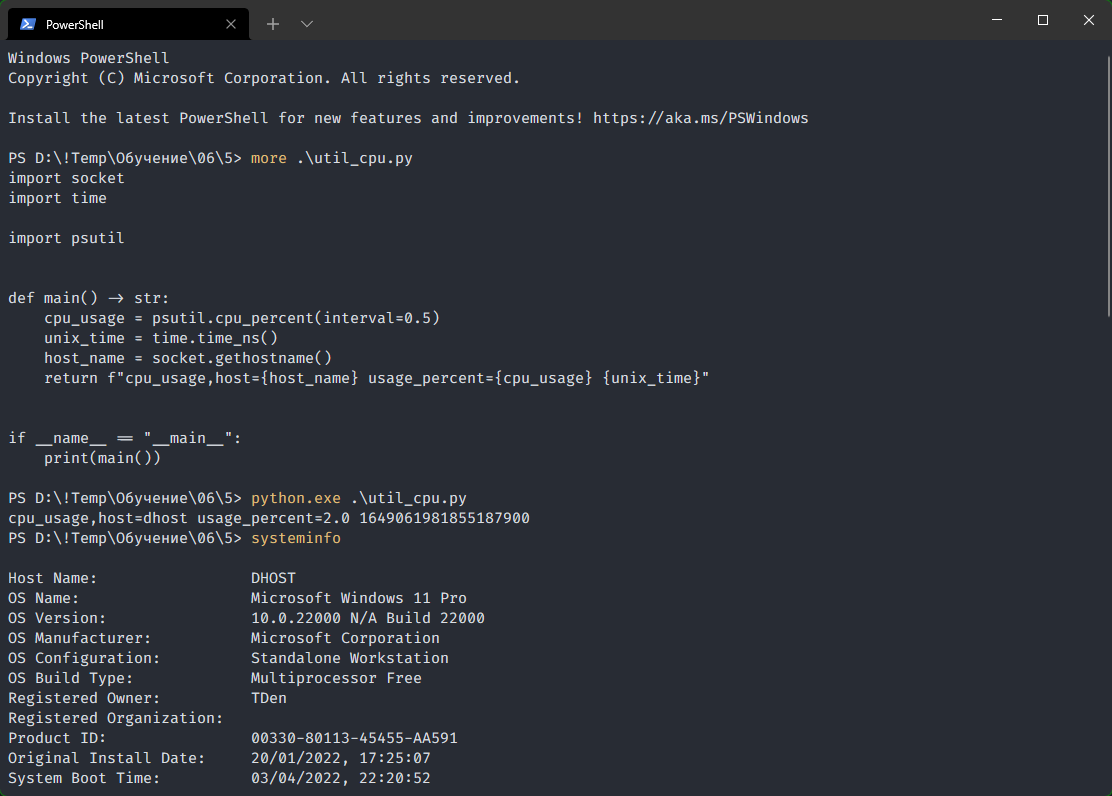 PowerShell
Windows PowerShell
Copyright (C) Microsoft Corporation. All rights reserved.
Install the latest PowerShell for new features and improvements! https://aka.ms/PSWindows
PS D:\!Temp\Обучение\06\5> more .\util_cpu.py
import socket
import time
import psutil
def main() -> str:
    cpu_usage = psutil.cpu_percent(interval=0.5)
    unix_time = time.time_ns()
    host_name = socket.gethostname()
    return f"cpu_usage,host={host_name} usage_percent={cpu_usage} {unix_time}"
if __name__ == "__main__":
    print(main())
PS D:\!Temp\Обучение\06\5> python.exe .\util_cpu.py
cpu_usage,host=dhost usage_percent=2.0 1649061981855187900
PS D:\!Temp\Обучение\06\5> systeminfo
Host Name:                 DHOST
OS Name:                   Microsoft Windows 11 Pro
OS Version:                10.0.22000 N/A Build 22000
OS Manufacturer:           Microsoft Corporation
OS Configuration:          Standalone Workstation
OS Build Type:             Multiprocessor Free
Registered Owner:          TDen
Registered Organization:
Product ID:                00330-80113-45455-AA591
Original Install Date:     20/01/2022, 17:25:07
System Boot Time:          03/04/2022, 22:20:52